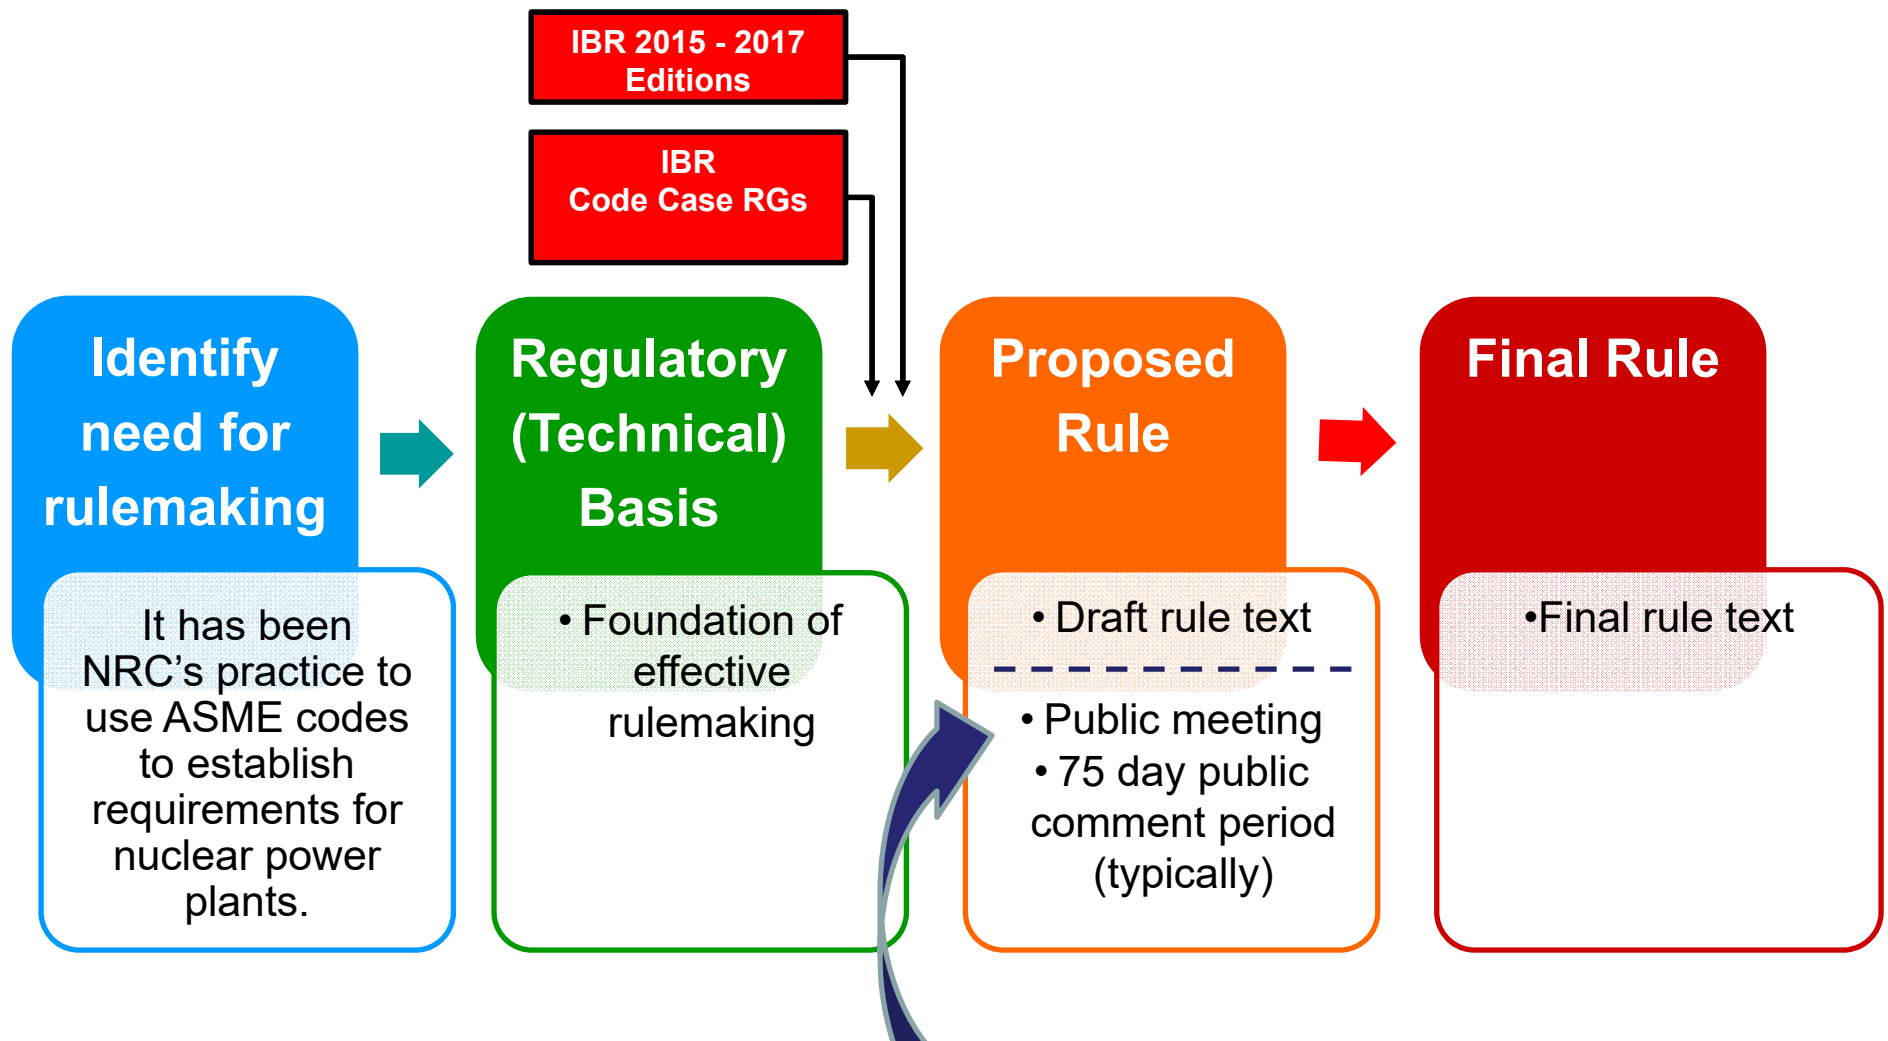 IBR 2015 - 2017
Editions
IBR
Code Case RGs
Identify
need for
rulemaking
It has been
NRC’s practice to
use ASME codes
to establish
requirements for
nuclear power
plants.
Regulatory
(Technical)
Basis
• Foundation of
effective
rulemaking
Proposed
Rule
• Draft rule text
• Public meeting
• 75 day public
comment period
(typically)
Final Rule
•Final rule text